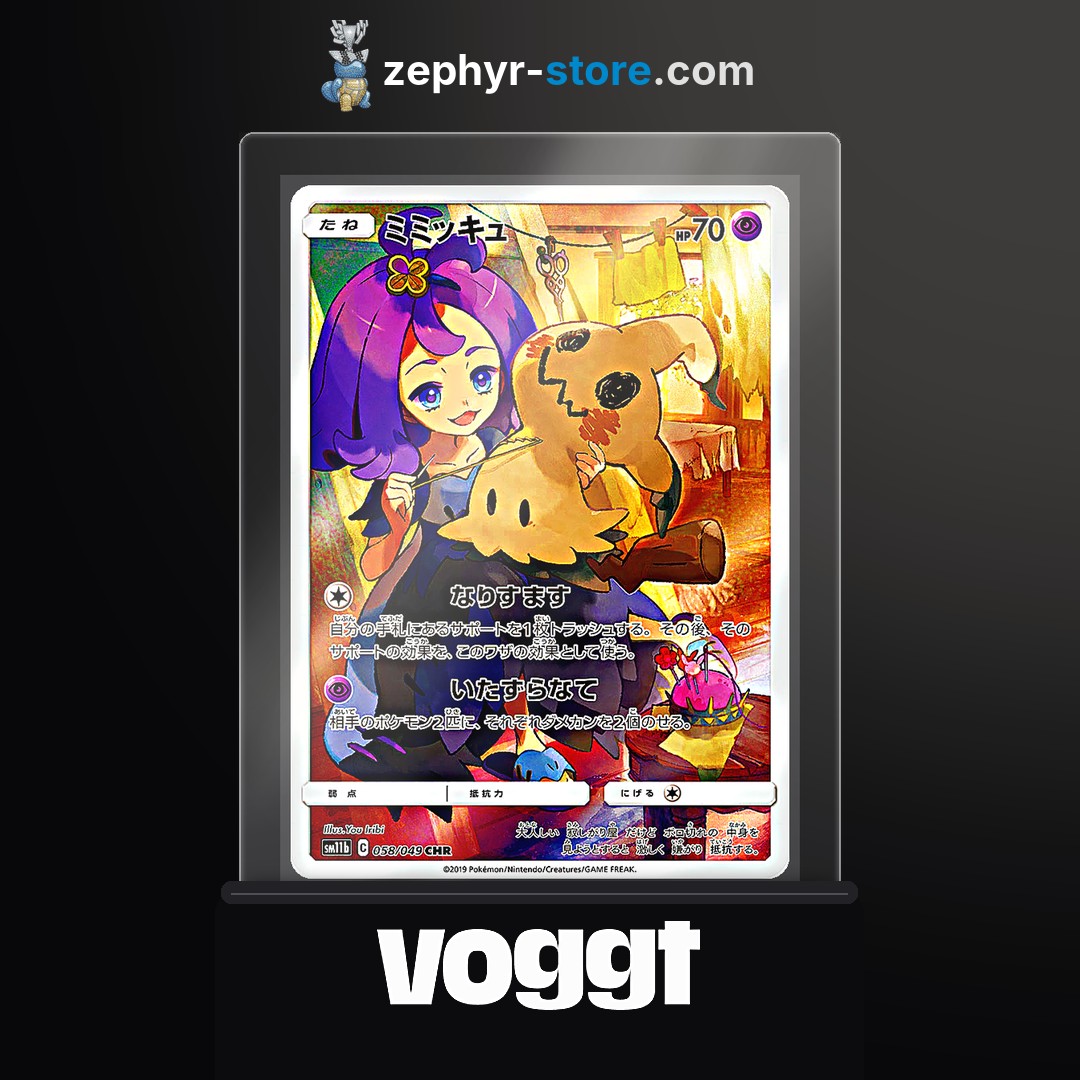 zephyr-store.com
たね ミミッキュ HP70
なりすます
自分の手札にあるサポートを1枚トラッシュする。その後、その
サポートの効果を、このワザの効果として使う。
いたずらなて
相手のポケモン2匹に、それぞれダメカンを2個のせる。
弱点 抵抗力 にげる
Illus. You Iribi
大人しい 寂しがり屋 だけど ボロ切れの 中身を
見ようとすると 激しく 嫌がり 抵抗する。
sm11b C 058/049 CHR
©2019 Pokémon/Nintendo/Creatures/GAME FREAK.
voggt